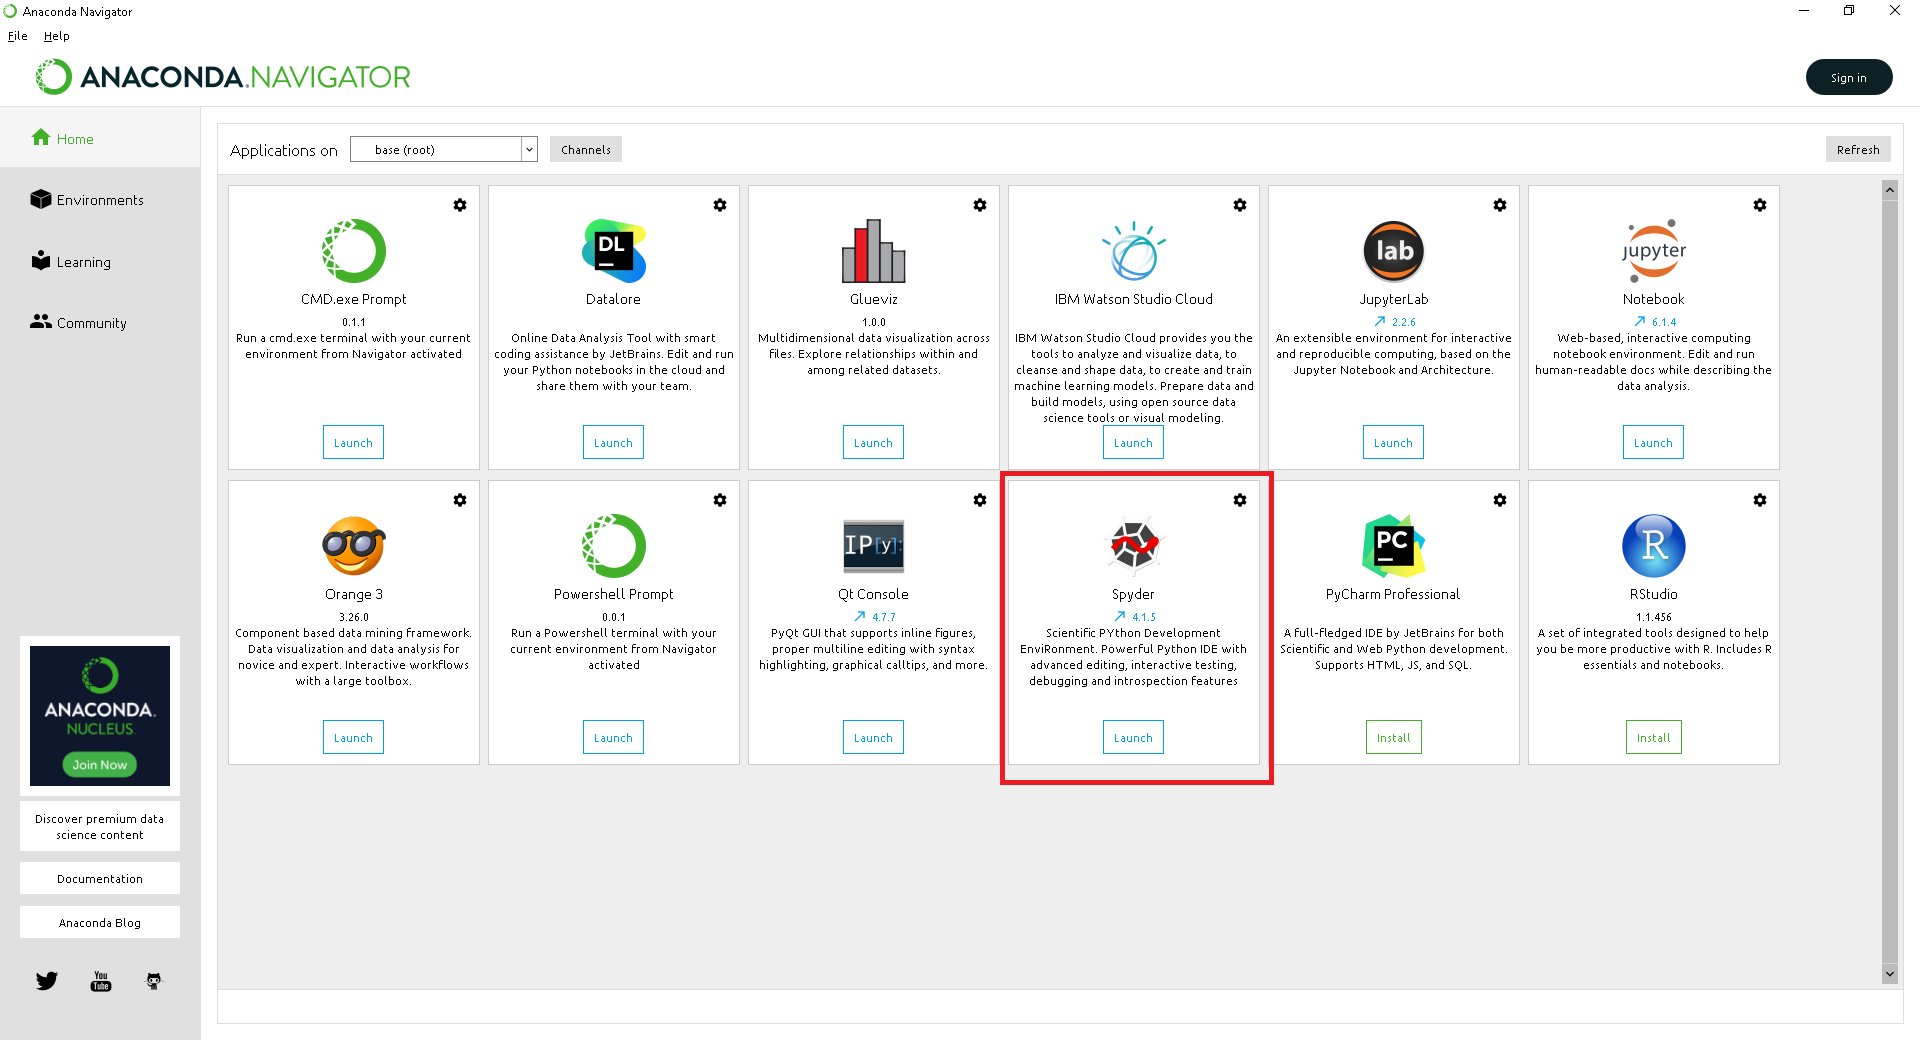 Anaconda Navigator
File Help
ANACONDA.NAVIGATOR
Sign in
Home
Environments
Learning
Community
Applications on base (root) Channels Refresh
CMD.exe Prompt
0.1.1
Run a cmd.exe terminal with your current
environment from Navigator activated
Launch
DL
Datalore
Online Data Analysis Tool with smart
coding assistance by JetBrains. Edit and run
your Python notebooks in the cloud and
share them with your team.
Launch
Glueviz
1.0.0
Multidimensional data visualization across
files. Explore relationships within and
among related datasets.
Launch
IBM Watson Studio Cloud
IBM Watson Studio Cloud provides you the
tools to analyze and visualize data, to
cleanse and shape data, to create and train
machine learning models. Prepare data and
build models, using open source data
science tools or visual modeling.
Launch
lab
JupyterLab
2.2.6
An extensible environment for interactive
and reproducible computing, based on the
Jupyter Notebook and Architecture.
Launch
jupyter
Notebook
6.1.4
Web-based, interactive computing
notebook environment. Edit and run
human-readable docs while describing the
data analysis.
Launch
Orange 3
3.26.0
Component based data mining framework.
Data visualization and data analysis for
novice and expert. Interactive workflows
with a large toolbox.
Launch
Powershell Prompt
0.0.1
Run a Powershell terminal with your
current environment from Navigator
activated
Launch
IP[y]:
Qt Console
4.7.7
PyQt GUI that supports inline figures,
proper multiline editing with syntax
highlighting, graphical calltips, and more.
Launch
Spyder
4.1.5
Scientific PYthon Development
EnviRonment. Powerful Python IDE with
advanced editing, interactive testing,
debugging and introspection features
Launch
PC
PyCharm Professional
A full-fledged IDE by JetBrains for both
Scientific and Web Python development.
Supports HTML, JS, and SQL.
Install
R
RStudio
1.1.456
A set of integrated tools designed to help
you be more productive with R. Includes R
essentials and notebooks.
Install
ANACONDA.
NUCLEUS
Join Now
Discover premium data
science content
Documentation
Anaconda Blog
You
Tube